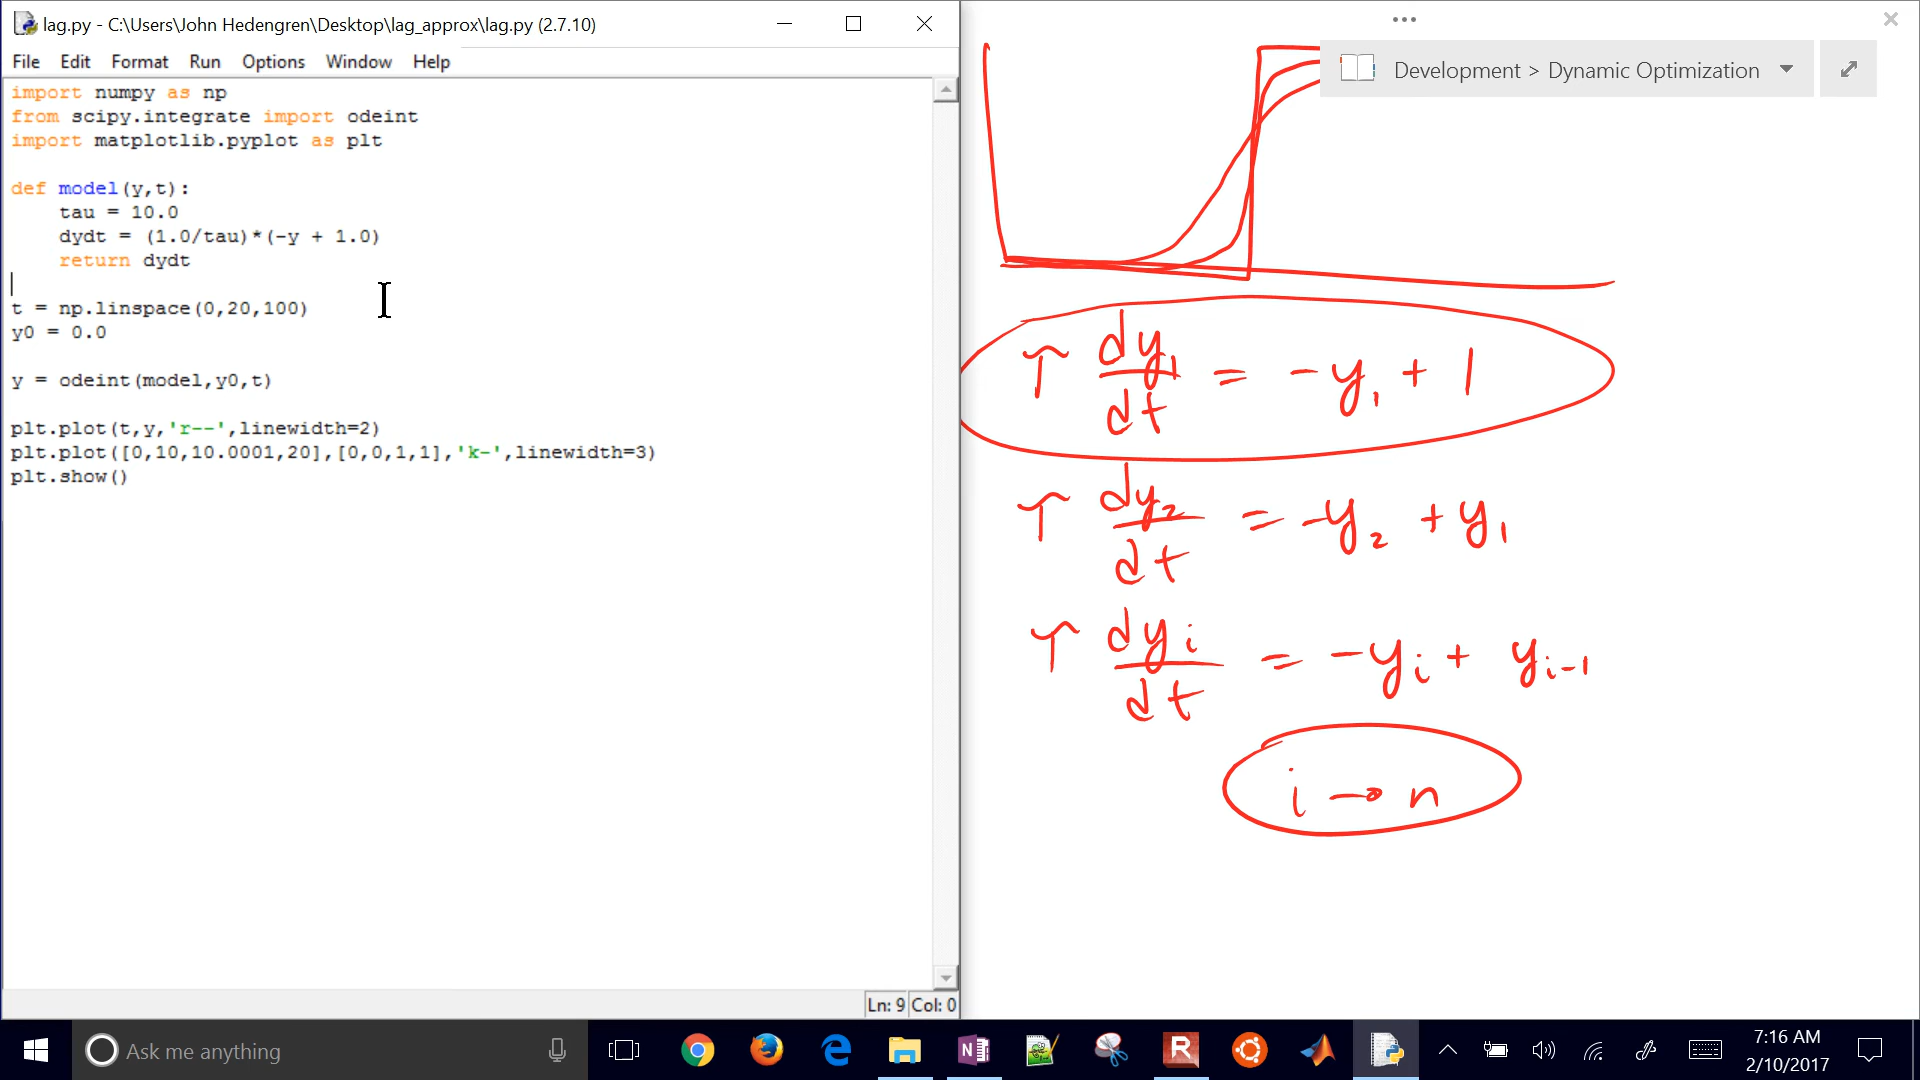 lag.py - C:\Users\John Hedengren\Desktop\lag_approx\lag.py (2.7.10)
File Edit Format Run Options Window Help
import numpy as np
from scipy.integrate import odeint
import matplotlib.pyplot as plt
def model(y,t):
    tau = 10.0
    dydt = (1.0/tau)*(-y + 1.0)
    return dydt
t = np.linspace(0,20,100)
y0 = 0.0
y = odeint(model,y0,t)
plt.plot(t,y,'r--',linewidth=2)
plt.plot([0,10,10.0001,20],[0,0,1,1],'k-',linewidth=3)
plt.show()
Ln: 9 Col: 0
Development > Dynamic Optimization
τ dy₁/dt = -y₁ + 1
τ dy₂/dt = -y₂ + y₁
τ dyᵢ/dt = -yᵢ + yᵢ₋₁
i → n
Ask me anything
N
R
7:16 AM
2/10/2017